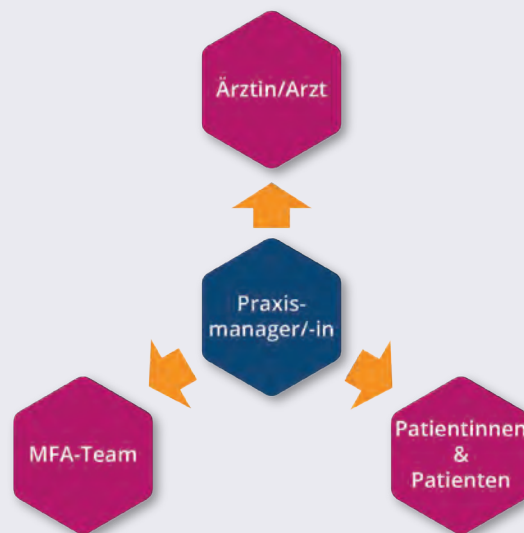 Ärztin/Arzt
Praxis-
manager/-in
MFA-Team
Patientinnen
&
Patienten